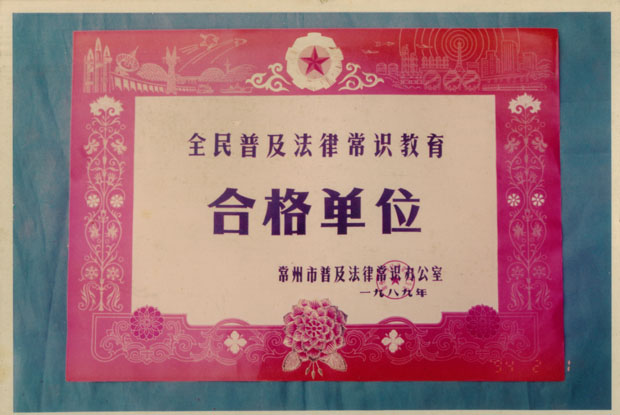 全民普及法律常识教育
合格单位
常州市普及法律常识办公室
一九八九年